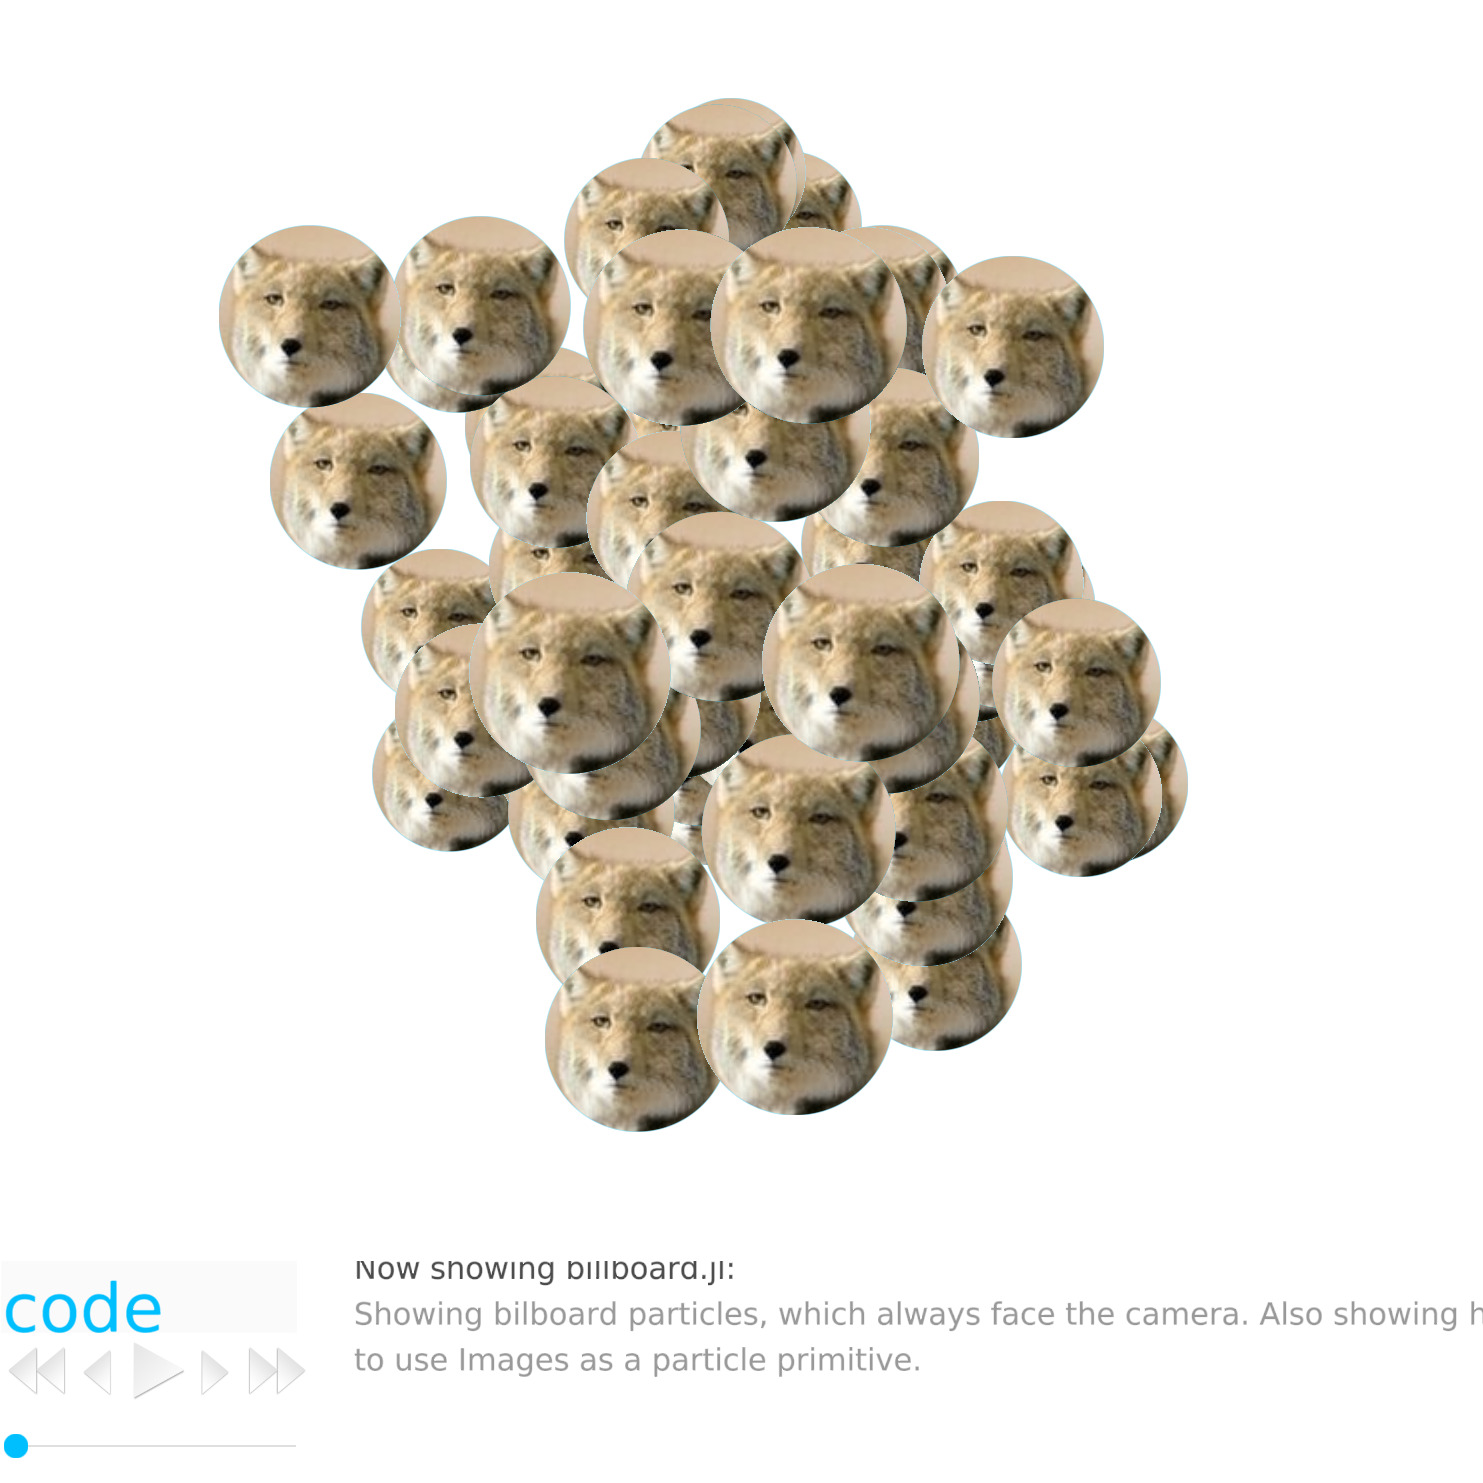 Now showing billboard.jl:
code
Showing bilboard particles, which always face the camera. Also showing h
to use Images as a particle primitive.